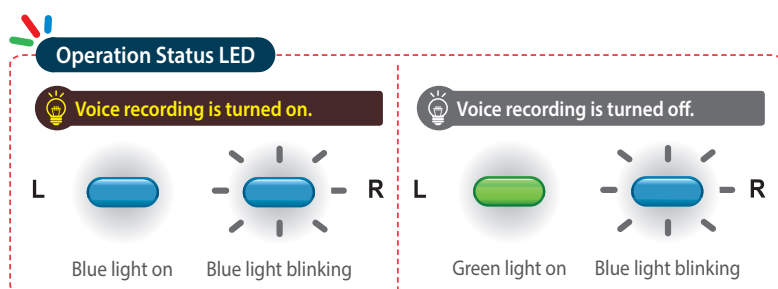 Operation Status LED
Voice recording is turned on.
Voice recording is turned off.
L
R
L
R
Blue light on
Blue light blinking
Green light on
Blue light blinking